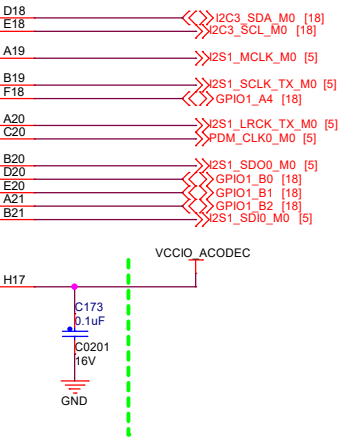 D18 I2C3_SDA_M0 [18]
E18 I2C3_SCL_M0 [18]
A19 I2S1_MCLK_M0 [5]
B19 I2S1_SCLK_TX_M0 [5]
F18 GPIO1_A4 [18]
A20 I2S1_LRCK_TX_M0 [5]
C20 PDM_CLK0_M0 [5]
B20 I2S1_SDO0_M0 [5]
D20 GPIO1_B0 [18]
E20 GPIO1_B1 [18]
A21 GPIO1_B2 [18]
B21 I2S1_SDI0_M0 [5]
VCCIO_ACODEC
H17
C173
0.1uF
C0201
16V
GND